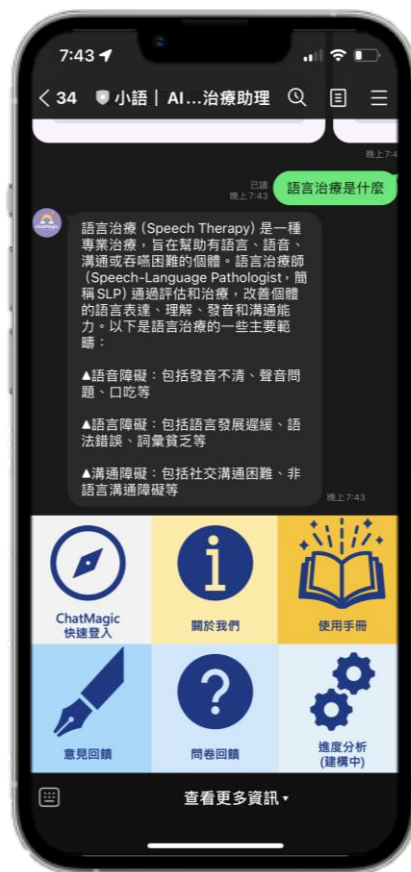 7:43
34 小語｜AI...治療助理
晚上7:4
已讀
晚上7:43
語言治療是什麼
語言治療 (Speech Therapy) 是一種
專業治療，旨在幫助有語言、語音、
溝通或吞嚥困難的個體。語言治療師
（Speech-Language Pathologist，簡
稱 SLP) 通過評估和治療，改善個體
的語言表達、理解、發音和溝通能
力。以下是語言治療的一些主要範
疇：
▲語音障礙：包括發音不清、聲音問
題、口吃等
▲語言障礙：包括語言發展遲緩、語
法錯誤、詞彙貧乏等
▲溝通障礙：包括社交溝通困難、非
語言溝通障礙等
晚上7:43
ChatMagic
快速登入
關於我們
使用手冊
意見回饋
問卷回饋
進度分析
(建構中)
查看更多資訊